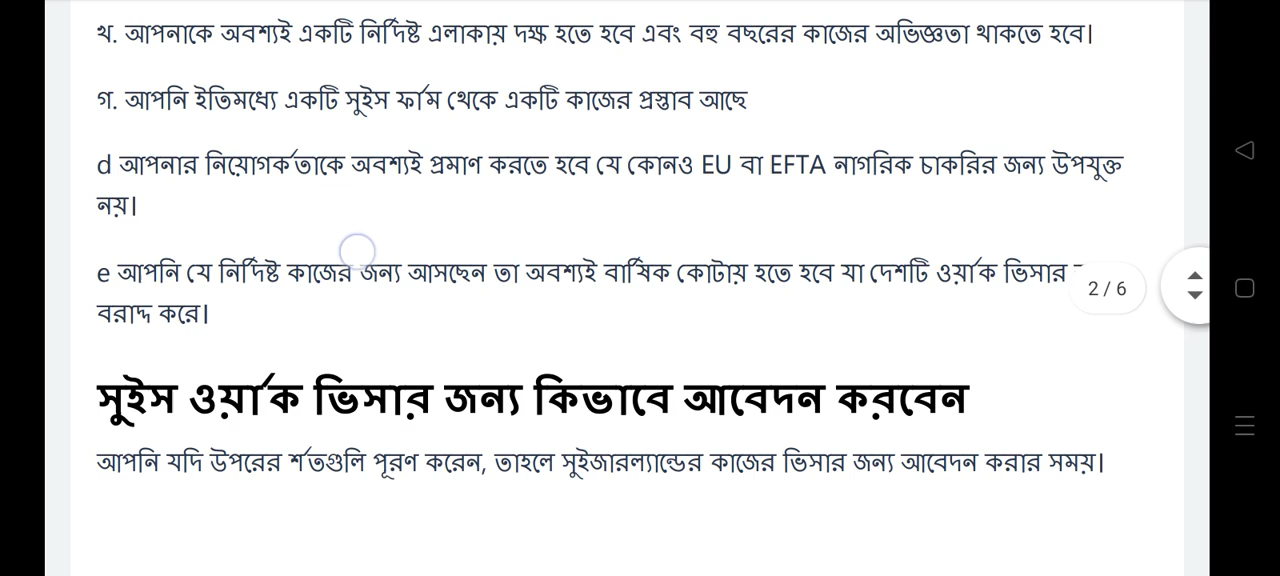 খ. আপনাকে অবশ্যই একটি নির্দিষ্ট এলাকায় দক্ষ হতে হবে এবং বহু বছরের কাজের অভিজ্ঞতা থাকতে হবে।
গ. আপনি ইতিমধ্যে একটি সুইস ফার্ম থেকে একটি কাজের প্রস্তাব আছে
d আপনার নিয়োগকর্তাকে অবশ্যই প্রমাণ করতে হবে যে কোনও EU বা EFTA নাগরিক চাকরির জন্য উপযুক্ত
নয়।
e আপনি যে নির্দিষ্ট কাজের জন্য আসছেন তা অবশ্যই বার্ষিক কোটায় হতে হবে যা দেশটি ওয়ার্ক ভিসার
2 / 6
বরাদ্দ করে।
সুইস ওয়ার্ক ভিসার জন্য কিভাবে আবেদন করবেন
আপনি যদি উপরের শর্তগুলি পূরণ করেন, তাহলে সুইজারল্যান্ডের কাজের ভিসার জন্য আবেদন করার সময়।